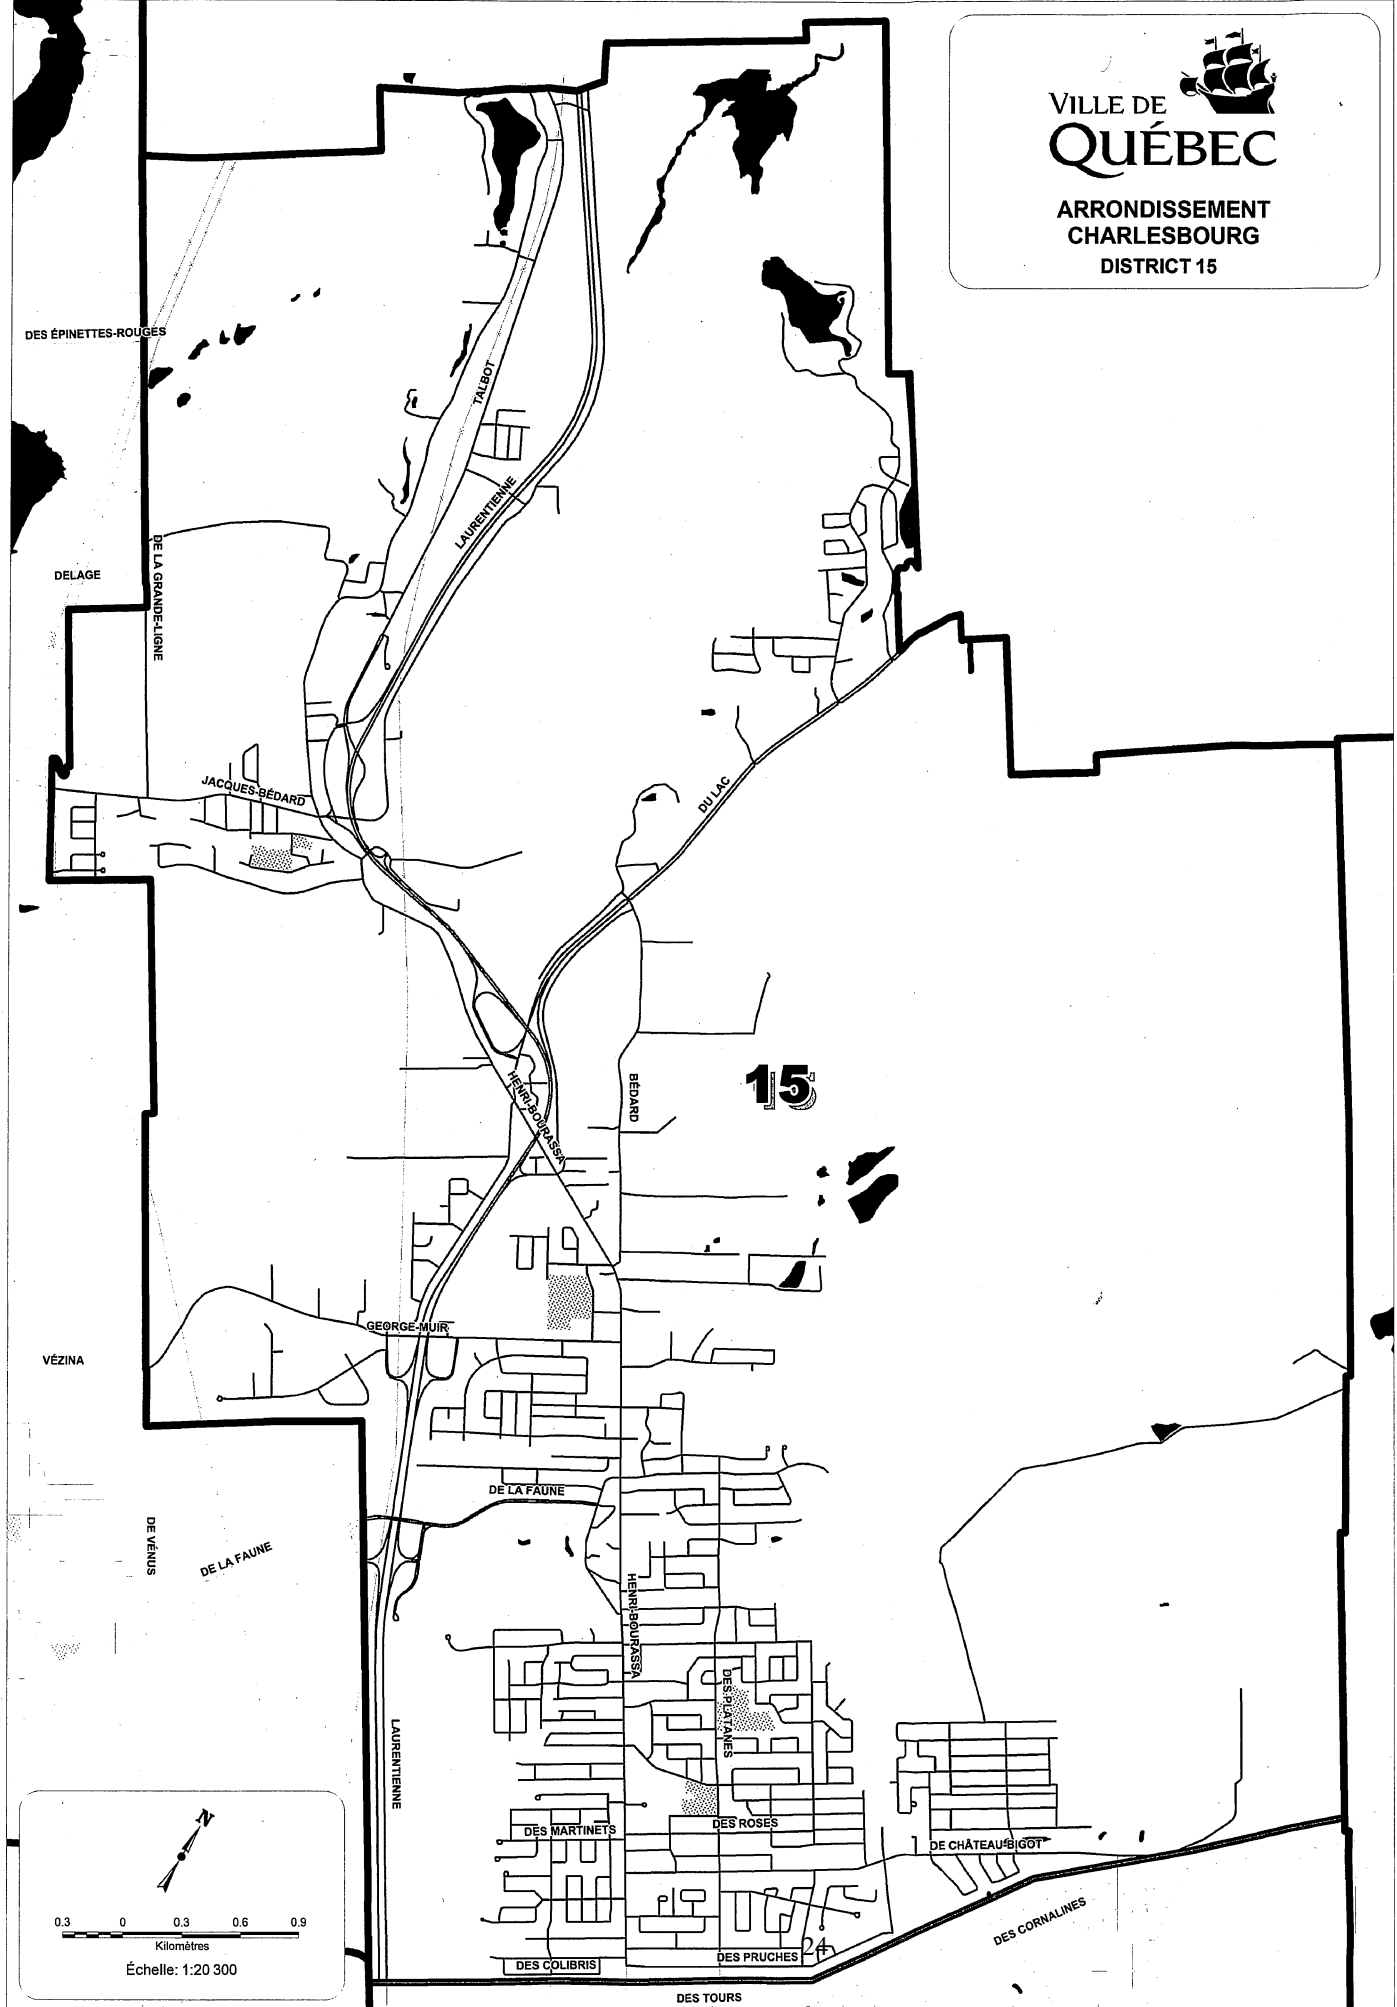 VILLE DE
QUÉBEC
ARRONDISSEMENT
CHARLESBOURG
DISTRICT 15
DES ÉPINETTES-ROUGES
TALBOT
LAURENTIENNE
DE LA GRANDE-LIGNE
DELAGE
JACQUES-BÉDARD
DU LAC
HENRI-BOURASSA
BÉDARD
15
GEORGE-MUIR
VÉZINA
DE LA FAUNE
DE VÉNUS
DE LA FAUNE
HENRI-BOURASSA
DES PLATANES
LAURENTIENNE
DES MARTINETS
DES ROSES
DE CHÂTEAU-BIGOT
DES CORNALINES
DES COLIBRIS
DES PRUCHES
24
DES TOURS
N
0.3 0 0.3 0.6 0.9
Kilomètres
Échelle: 1:20 300